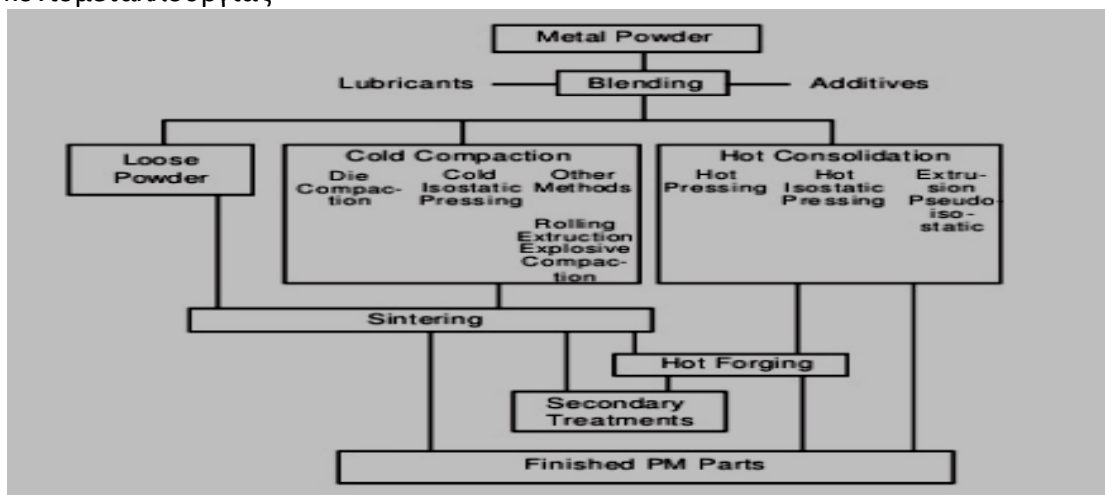 Metal Powder
Lubricants
Blending
Additives
Loose
Powder
Cold Compaction
Die
Compac-
tion
Cold
Isostatic
Pressing
Other
Methods
Rolling
Extruction
Explosive
Compac-
tion
Hot Consolidation
Hot
Pressing
Hot
Isostatic
Pressing
Extru-
sion
Pseudo-
iso-
static
Sintering
Hot Forging
Secondary
Treatments
Finished PM Parts